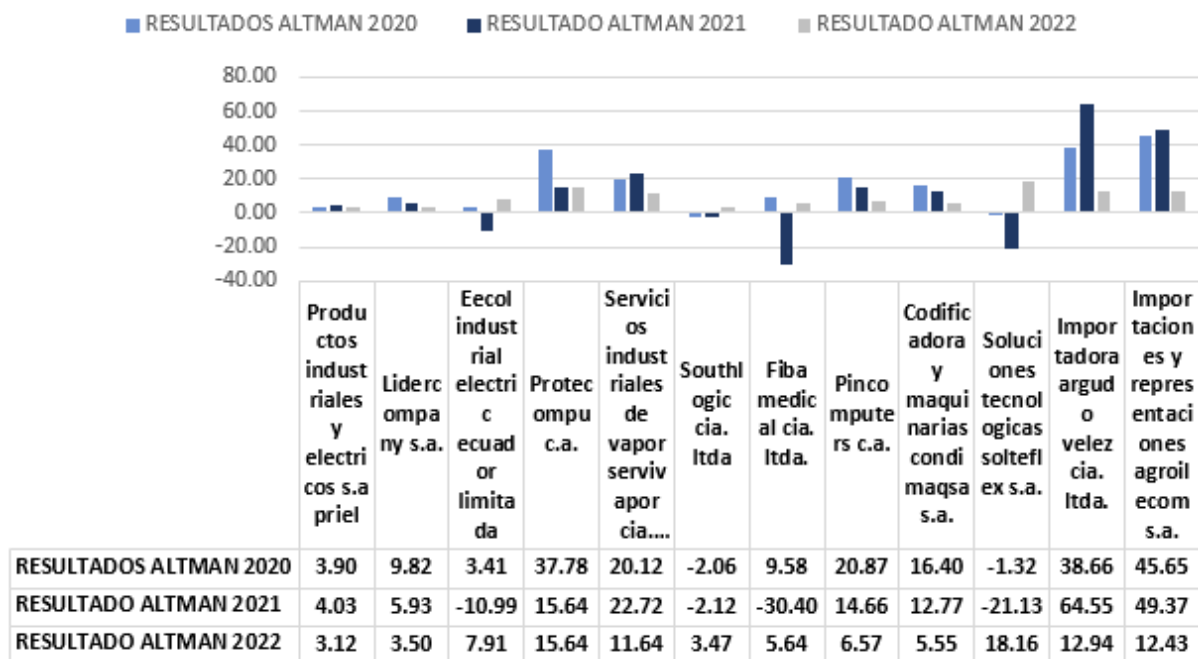 RESULTADOS ALTMAN 2020 RESULTADO ALTMAN 2021 RESULTADO ALTMAN 2022
80.00
60.00
40.00
20.00
0.00
-20.00
-40.00
Produ
ctos
indust
riales
y
electri
cos s.a
priel
Liderc
ompa
ny s.a.
Eecol
indust
rial
electri
c
ecuad
or
limita
da
Protec
ompu
c.a.
Servici
os
indust
riales
de
vapor
serviv
apor
cia....
Southl
ogic
cia.
ltda
Fiba
medic
al cia.
ltda.
Pinco
mpute
rs c.a.
Codific
adora
y
maqui
narias
condi
maqsa
s.a.
Soluci
ones
tecnol
ogicas
soltefl
ex s.a.
Impor
tadora
argud
o
velez
cia.
ltda.
Impor
tacion
es y
repres
entaci
ones
agroil
ecom
s.a.
RESULTADOS ALTMAN 2020 3.90 9.82 3.41 37.78 20.12 -2.06 9.58 20.87 16.40 -1.32 38.66 45.65
RESULTADO ALTMAN 2021 4.03 5.93 -10.99 15.64 22.72 -2.12 -30.40 14.66 12.77 -21.13 64.55 49.37
RESULTADO ALTMAN 2022 3.12 3.50 7.91 15.64 11.64 3.47 5.64 6.57 5.55 18.16 12.94 12.43